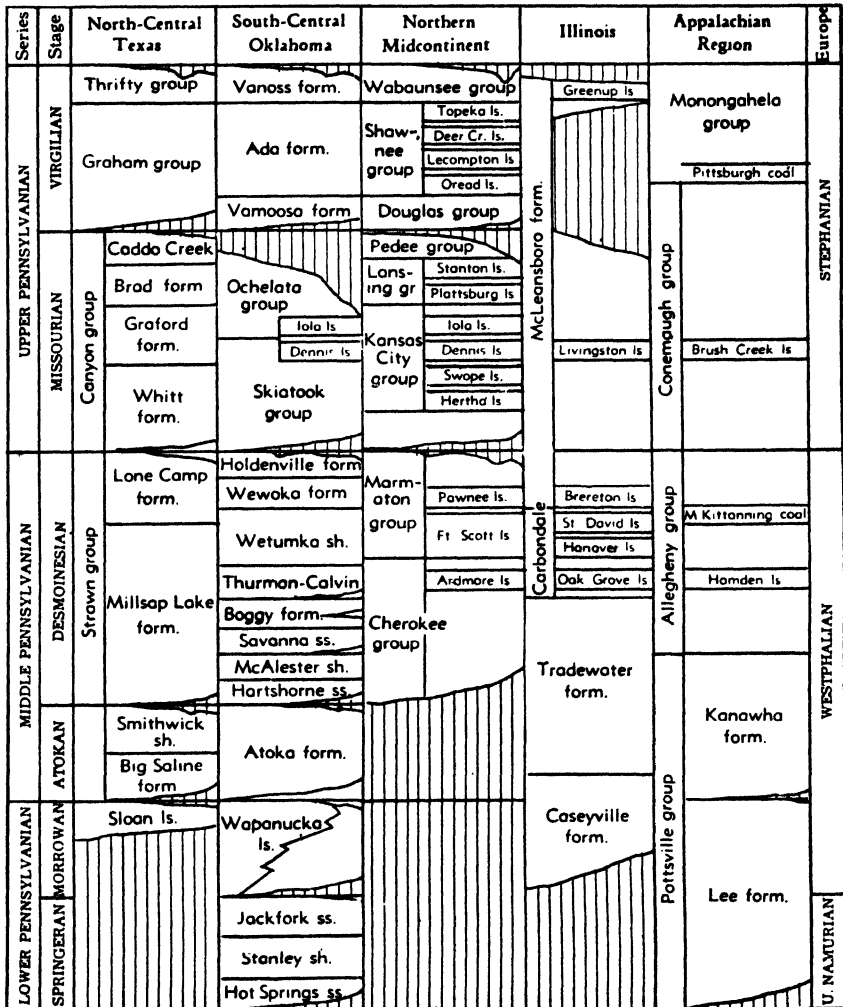 Series
Stage
North-Central
Texas
South-Central
Oklahoma
Northern
Midcontinent
Illinois
Appalachian
Region
Europe
UPPER PENNSYLVANIAN
MIDDLE PENNSYLVANIAN
LOWER PENNSYLVANIAN
VIRGILIAN
MISSOURIAN
DESMOINESIAN
ATOKAN
MORROWAN
SPRINGERAN
Thrifty group
Graham group
Canyon group
Caddo Creek
Brad form
Graford
form.
Whitt
form.
Strawn group
Lone Camp
form.
Millsap Lake
form.
Smithwick
sh.
Big Saline
form
Sloan ls.
Vanoss form.
Ada form.
Vamoosa form
Ochelata
group
Iola ls
Dennis ls
Skiatook
group
Holdenville form
Wewoka form
Wetumka sh.
Thurman-Calvin
Boggy form.
Savanna ss.
McAlester sh.
Hartshorne ss.
Atoka form.
Wapanucka
ls.
Jackfork ss.
Stanley sh.
Hot Springs ss
Wabaunsee group
Shaw-
nee
group
Topeka ls.
Deer Cr. ls.
Lecompton ls
Oread ls.
Douglas group
Pedee group
Lans-
ing gr
Stanton ls.
Plattsburg ls
Kansas
City
group
Iola ls.
Dennis ls
Swope ls.
Hertha ls
Marm-
aton
group
Pawnee ls.
Ft Scott ls
Cherokee
group
Ardmore ls
McLeansboro form.
Greenup ls
Livingston ls
Carbondale
Brereton ls
St David ls
Hanover ls
Oak Grove ls
Tradewater
form.
Caseyville
form.
Monongahela
group
Pittsburgh coal
Conemaugh group
Brush Creek ls
Allegheny group
M Kittanning coal
Hamden ls
Pottsville group
Kanawha
form.
Lee form.
STEPHANIAN
WESTPHALIAN
U. NAMURIAN